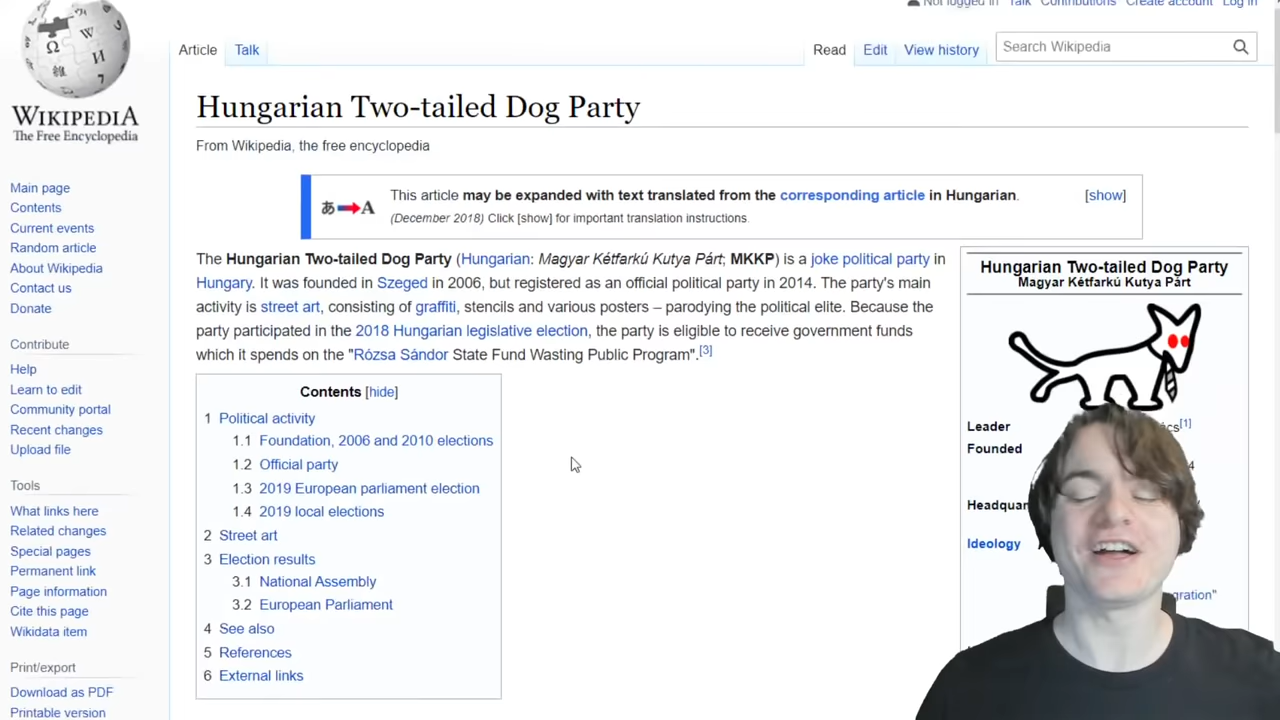 Not logged in Talk Contributions Create account Log in
Article Talk
Read Edit View history
Search Wikipedia
WIKIPEDIA
The Free Encyclopedia
Main page
Contents
Current events
Random article
About Wikipedia
Contact us
Donate
Contribute
Help
Learn to edit
Community portal
Recent changes
Upload file
Tools
What links here
Related changes
Special pages
Permanent link
Page information
Cite this page
Wikidata item
Print/export
Download as PDF
Printable version
Hungarian Two-tailed Dog Party
From Wikipedia, the free encyclopedia
あ A
This article may be expanded with text translated from the corresponding article in Hungarian. [show]
(December 2018) Click [show] for important translation instructions.
The Hungarian Two-tailed Dog Party (Hungarian: Magyar Kétfarkú Kutya Párt; MKKP) is a joke political party in
Hungary. It was founded in Szeged in 2006, but registered as an official political party in 2014. The party's main
activity is street art, consisting of graffiti, stencils and various posters – parodying the political elite. Because the
party participated in the 2018 Hungarian legislative election, the party is eligible to receive government funds
which it spends on the "Rózsa Sándor State Fund Wasting Public Program".[3]
Contents [hide]
1 Political activity
1.1 Foundation, 2006 and 2010 elections
1.2 Official party
1.3 2019 European parliament election
1.4 2019 local elections
2 Street art
3 Election results
3.1 National Assembly
3.2 European Parliament
4 See also
5 References
6 External links
Hungarian Two-tailed Dog Party
Magyar Kétfarkú Kutya Párt
Leader
[1]
Founded
Ideology